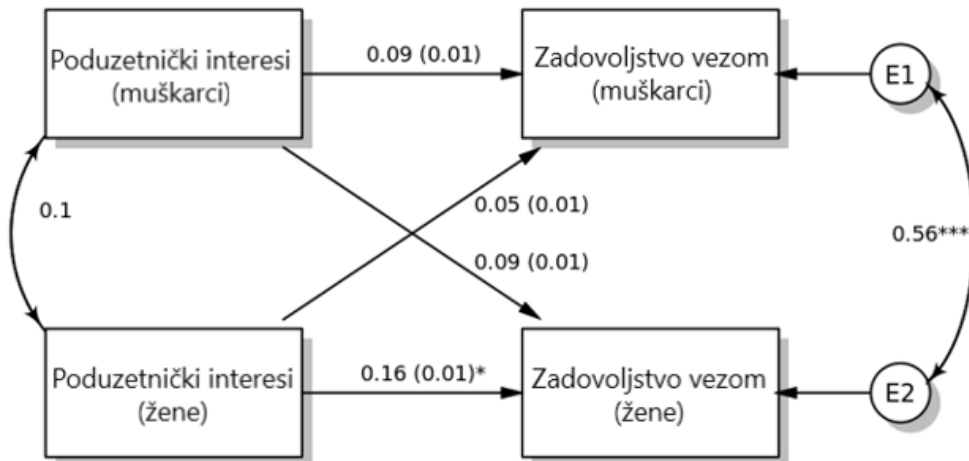 Poduzetnički interesi
(muškarci)
0.09 (0.01)
Zadovoljstvo vezom
(muškarci)
E1
0.1
0.05 (0.01)
0.56***
0.09 (0.01)
Poduzetnički interesi
(žene)
0.16 (0.01)*
Zadovoljstvo vezom
(žene)
E2